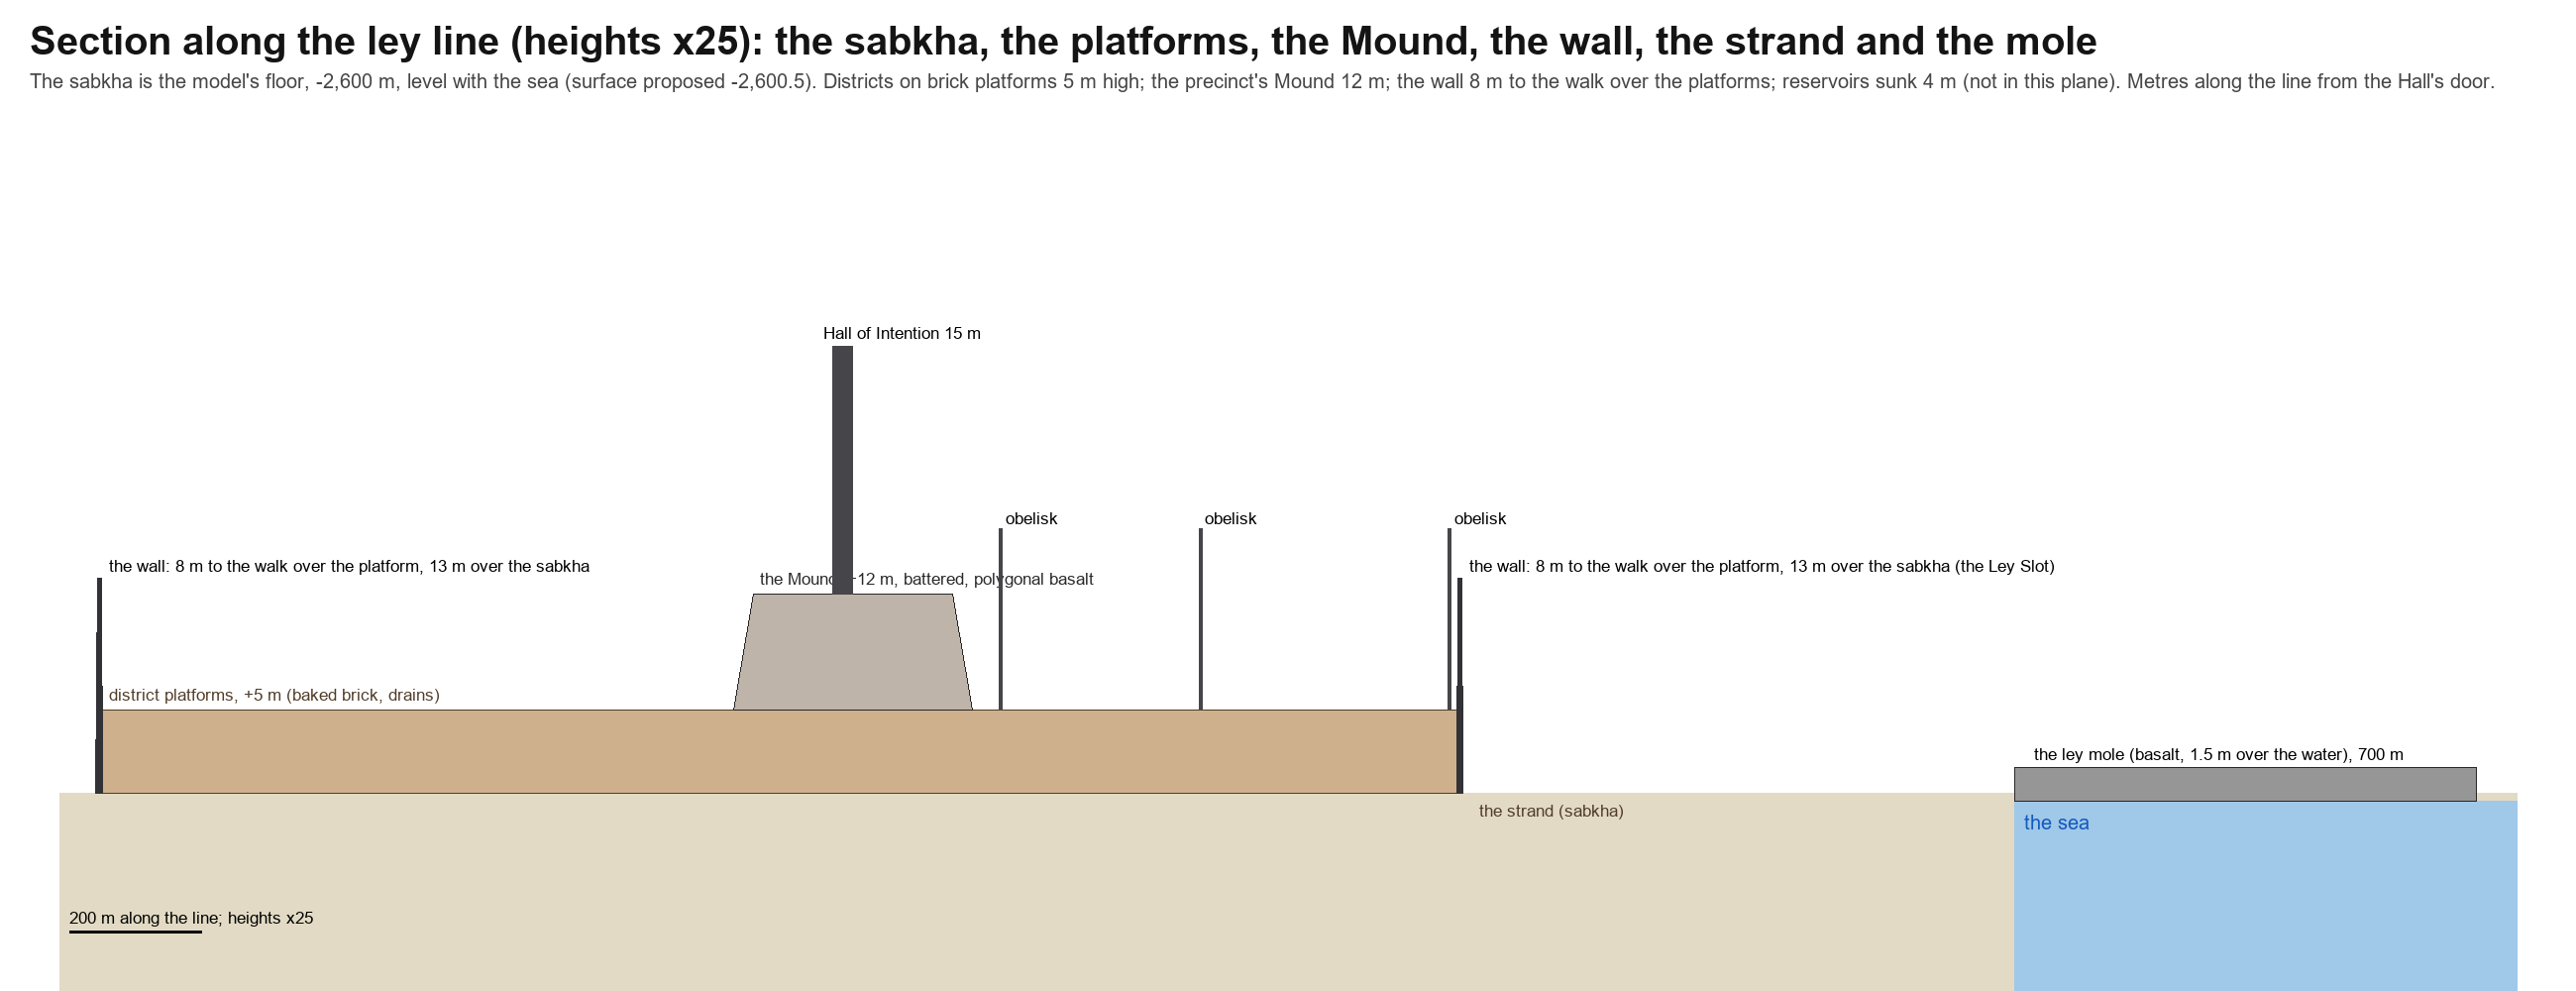 Section along the ley line (heights x25): the sabkha, the platforms, the Mound, the wall, the strand and the mole
The sabkha is the model's floor, -2,600 m, level with the sea (surface proposed -2,600.5). Districts on brick platforms 5 m high; the precinct's Mound 12 m; the wall 8 m to the walk over the platforms; reservoirs sunk 4 m (not in this plane). Metres along the line from the Hall's door.
Hall of Intention 15 m
obelisk
obelisk
obelisk
the wall: 8 m to the walk over the platform, 13 m over the sabkha
the Mound 12 m, battered, polygonal basalt
the wall: 8 m to the walk over the platform, 13 m over the sabkha (the Ley Slot)
district platforms, +5 m (baked brick, drains)
the ley mole (basalt, 1.5 m over the water), 700 m
the strand (sabkha)
the sea
200 m along the line; heights x25